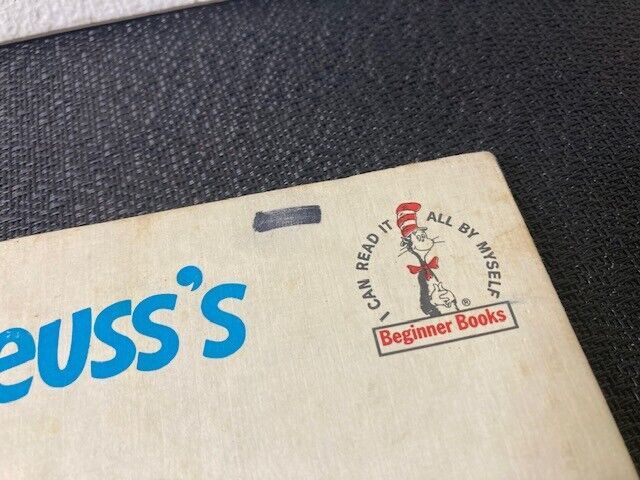 I CAN READ IT ALL BY MYSELF
®
Beginner Books
euss's